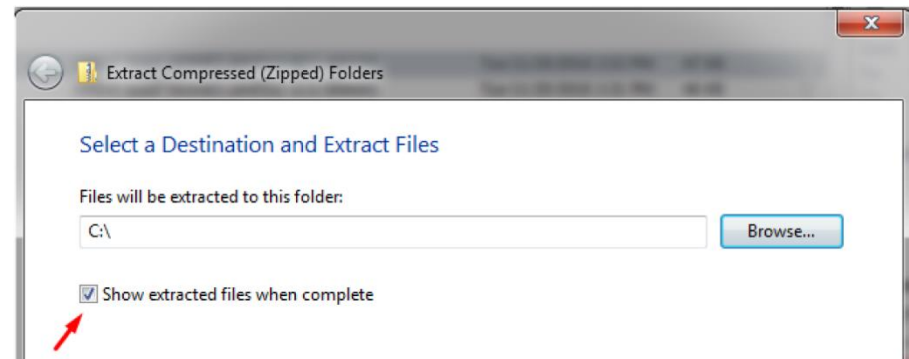 Extract Compressed (Zipped) Folders
Select a Destination and Extract Files
Files will be extracted to this folder:
C:\
Browse...
Show extracted files when complete